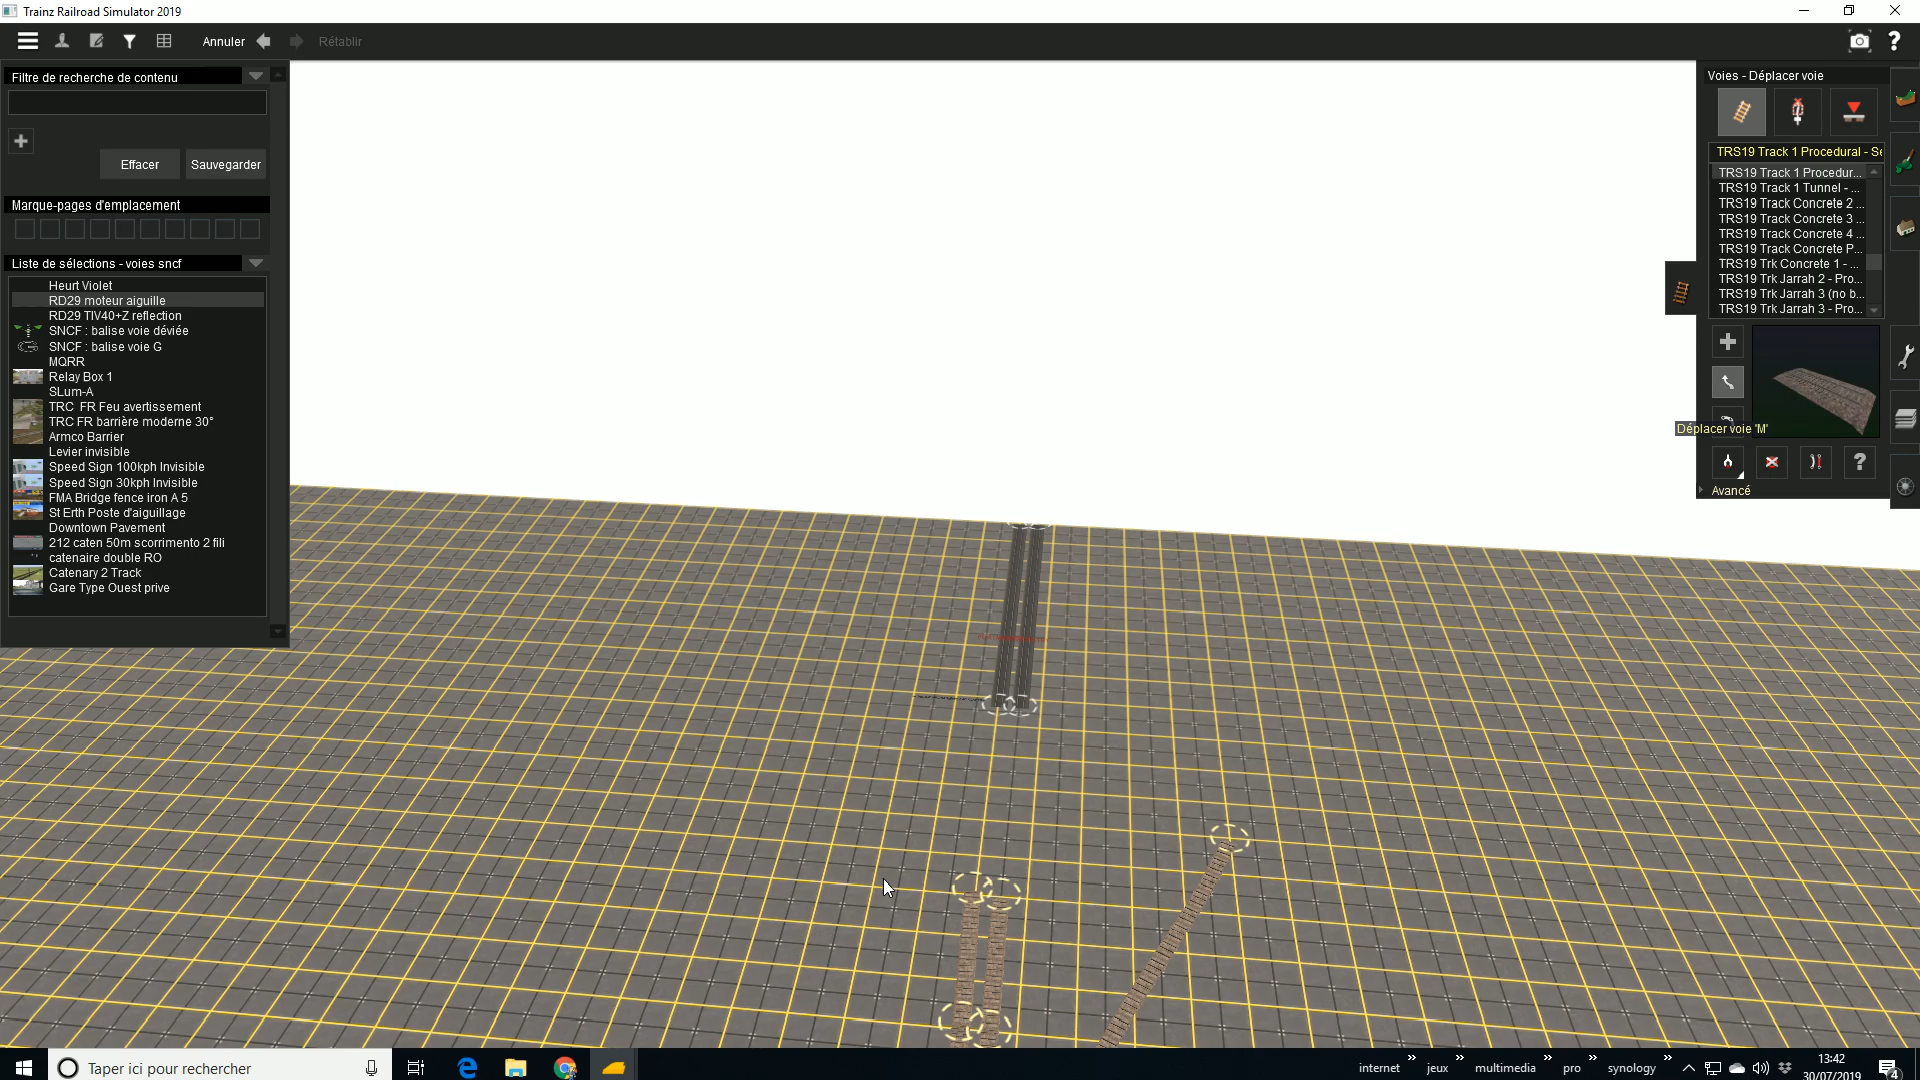 Trainz Railroad Simulator 2019
Annuler
Rétablir
Filtre de recherche de contenu
Effacer
Sauvegarder
Marque-pages d'emplacement
Liste de sélections - voies sncf
Heurt Violet
RD29 moteur aiguille
RD29 TIV40+Z reflection
SNCF : balise voie déviée
SNCF : balise voie G
MQRR
Relay Box 1
SLum-A
TRC FR Feu avertissement
TRC FR barrière moderne 30°
Armco Barrier
Levier invisible
Speed Sign 100kph Invisible
Speed Sign 30kph Invisible
FMA Bridge fence iron A 5
St Erth Poste d'aiguillage
Downtown Pavement
212 caten 50m scorrimento 2 fili
catenaire double RO
Catenary 2 Track
Gare Type Ouest prive
Voies - Déplacer voie
TRS19 Track 1 Procedural - Se
TRS19 Track 1 Procedur...
TRS19 Track 1 Tunnel - ...
TRS19 Track Concrete 2 ...
TRS19 Track Concrete 3 ...
TRS19 Track Concrete 4 ...
TRS19 Track Concrete P...
TRS19 Trk Concrete 1 - ...
TRS19 Trk Jarrah 2 - Pro...
TRS19 Trk Jarrah 3 (no b...
TRS19 Trk Jarrah 3 - Pro...
Déplacer voie 'M'
Avancé
Taper ici pour rechercher
internet
jeux
multimedia
pro
synology
13:42
30/07/2019
4